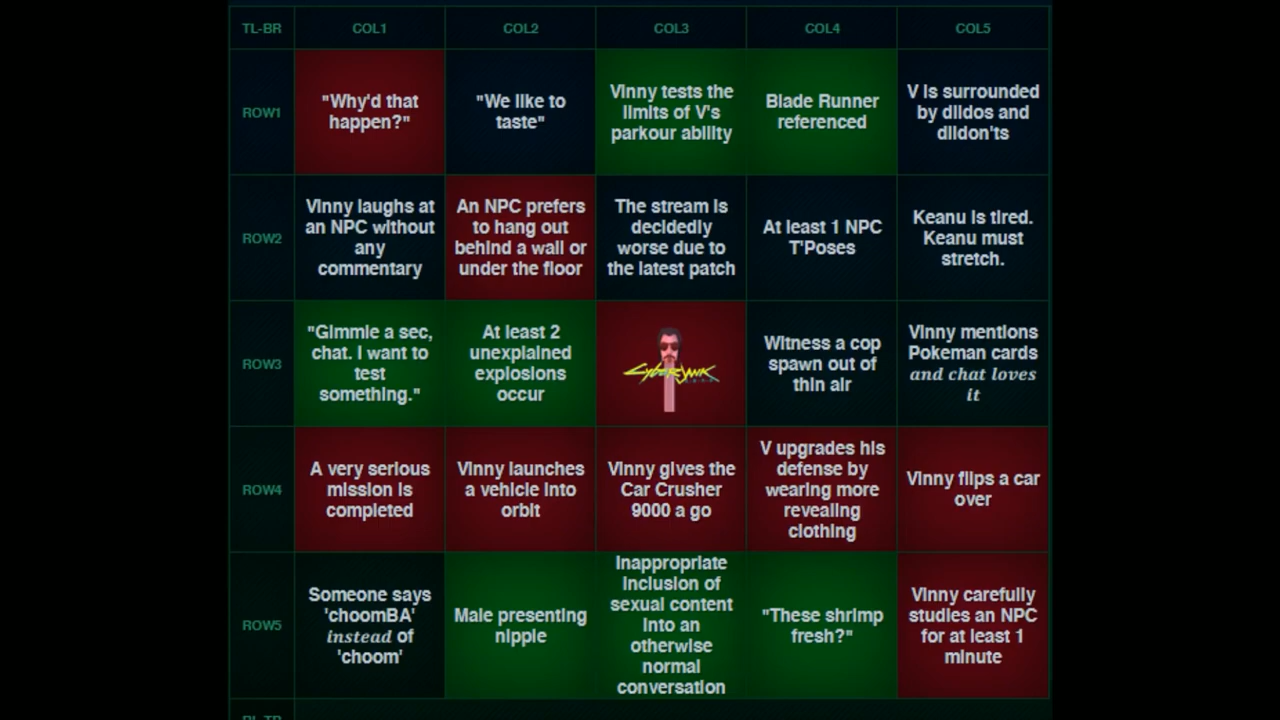 TL-BR COL1 COL2 COL3 COL4 COL5
ROW1
"Why'd that
happen?"
"We like to
taste"
Vinny tests the
limits of V's
parkour ability
Blade Runner
referenced
V is surrounded
by dildos and
dildon'ts
ROW2
Vinny laughs at
an NPC without
any
commentary
An NPC prefers
to hang out
behind a wall or
under the floor
The stream is
decidedly
worse due to
the latest patch
At least 1 NPC
T'Poses
Keanu is tired.
Keanu must
stretch.
ROW3
"Gimmie a sec,
chat. I want to
test
something."
At least 2
unexplained
explosions
occur
Witness a cop
spawn out of
thin air
Vinny mentions
Pokeman cards
and chat loves
it
ROW4
A very serious
mission is
completed
Vinny launches
a vehicle into
orbit
Vinny gives the
Car Crusher
9000 a go
V upgrades his
defense by
wearing more
revealing
clothing
Vinny flips a car
over
ROW5
Someone says
'choomBA'
instead of
'choom'
Male presenting
nipple
Inappropriate
inclusion of
sexual content
into an
otherwise
normal
conversation
"These shrimp
fresh?"
Vinny carefully
studies an NPC
for at least 1
minute